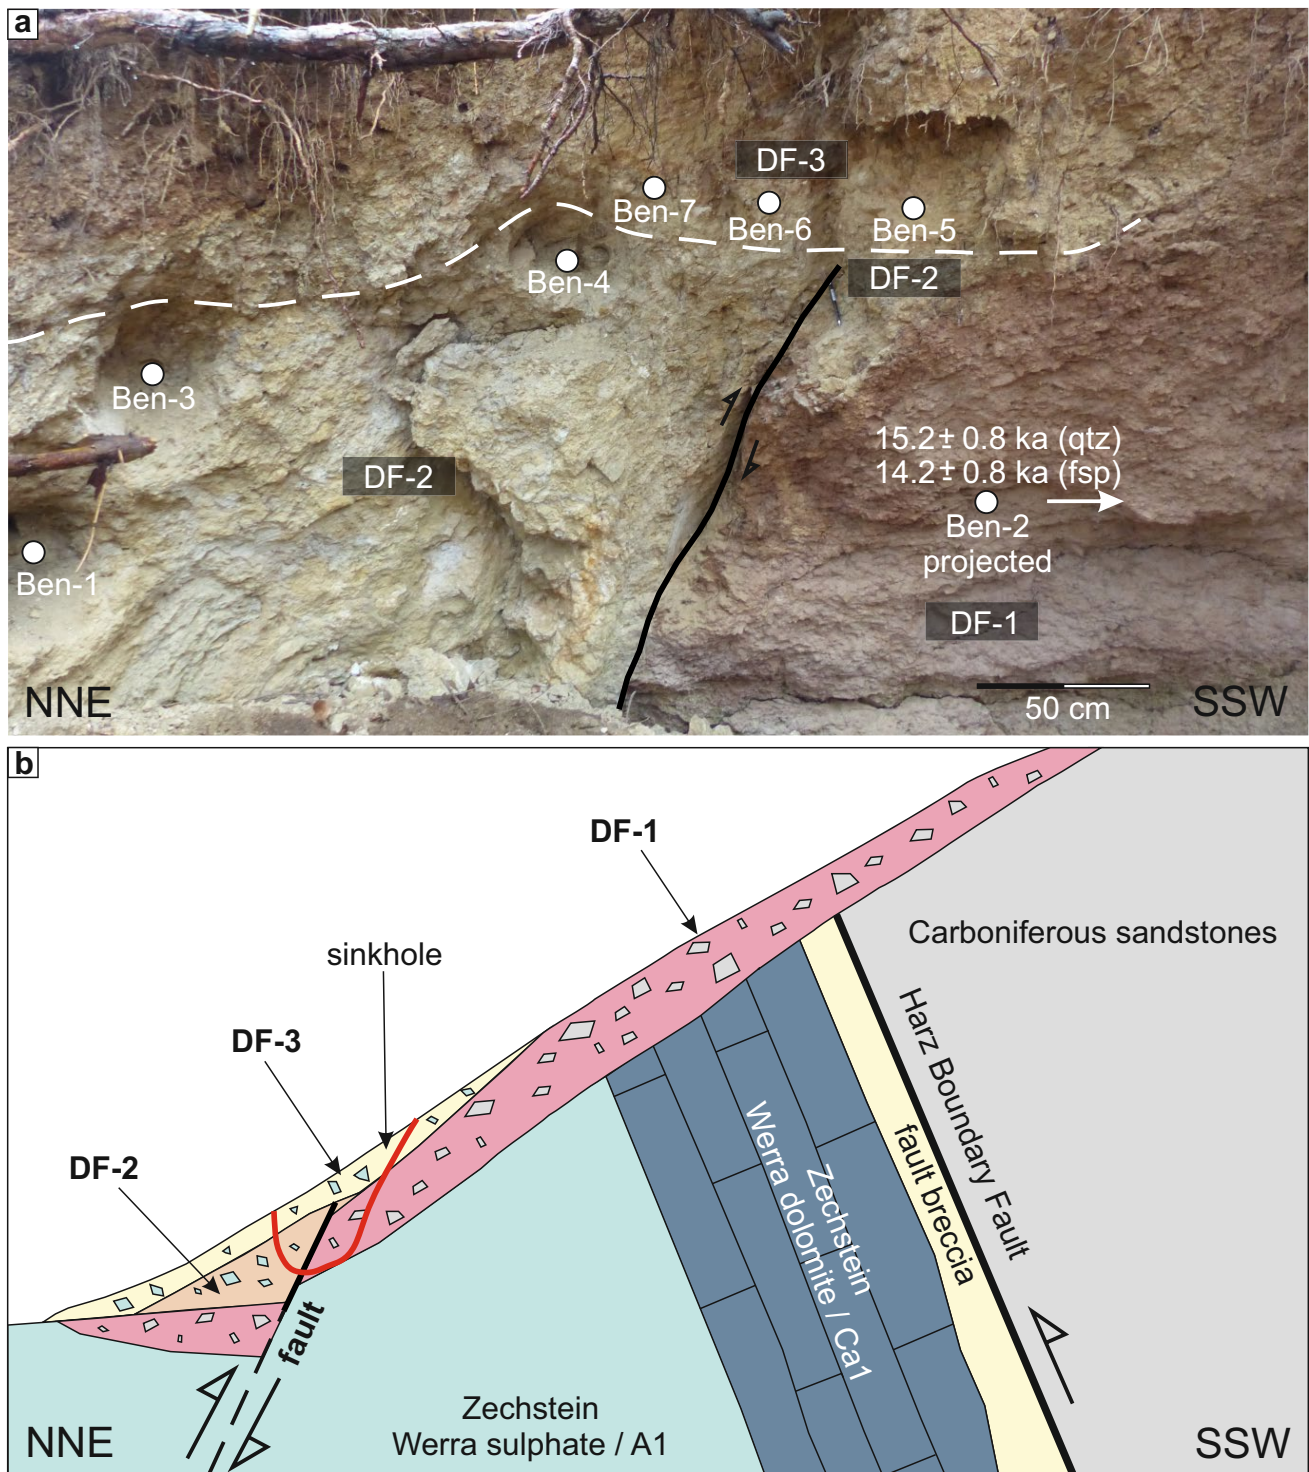 a
DF-3
Ben-7
Ben-6
Ben-5
DF-2
Ben-4
Ben-3
15.2± 0.8 ka (qtz)
14.2± 0.8 ka (fsp)
DF-2
Ben-2
projected
Ben-1
DF-1
NNE
50 cm
SSW
b
DF-1
Carboniferous sandstones
sinkhole
Harz Boundary Fault
DF-3
fault breccia
Zechstein
Werra dolomite / Ca1
DF-2
fault
Zechstein
Werra sulphate / A1
NNE
SSW